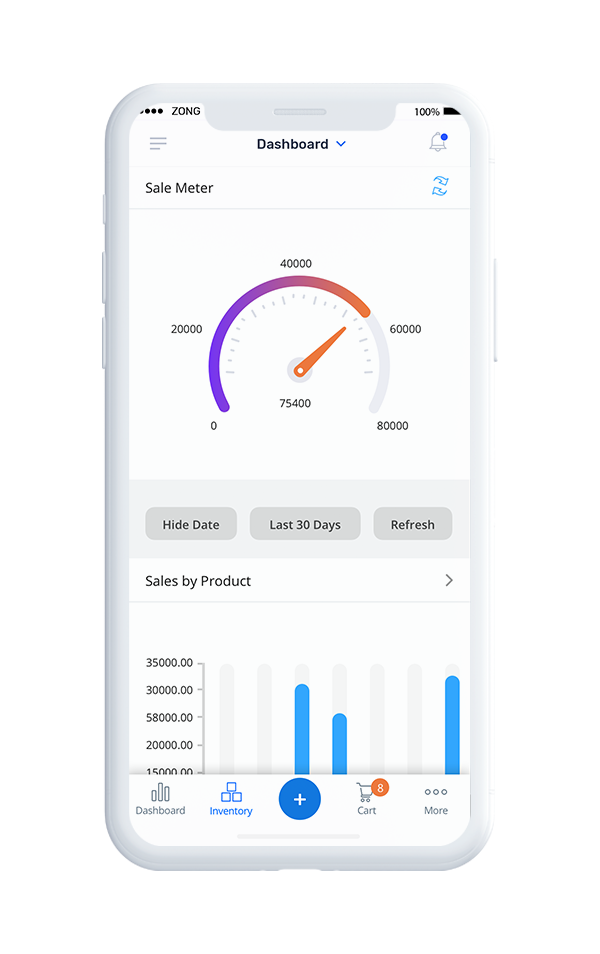 ZONG 100%
Dashboard
Sale Meter
40000
20000 60000
75400
0 80000
Hide Date Last 30 Days Refresh
Sales by Product
35000.00
30000.00
58000.00
20000.00
15000.00
8
Dashboard Inventory + Cart More